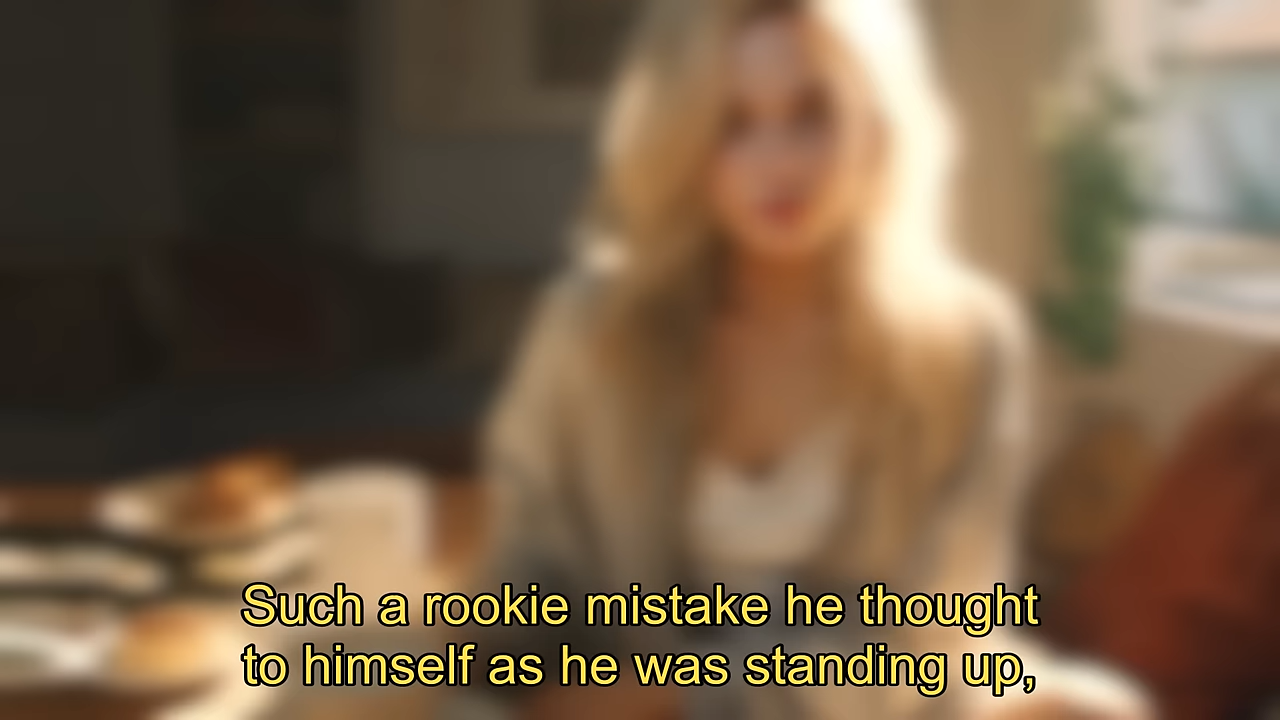 Such a rookie mistake he thought
to himself as he was standing up,